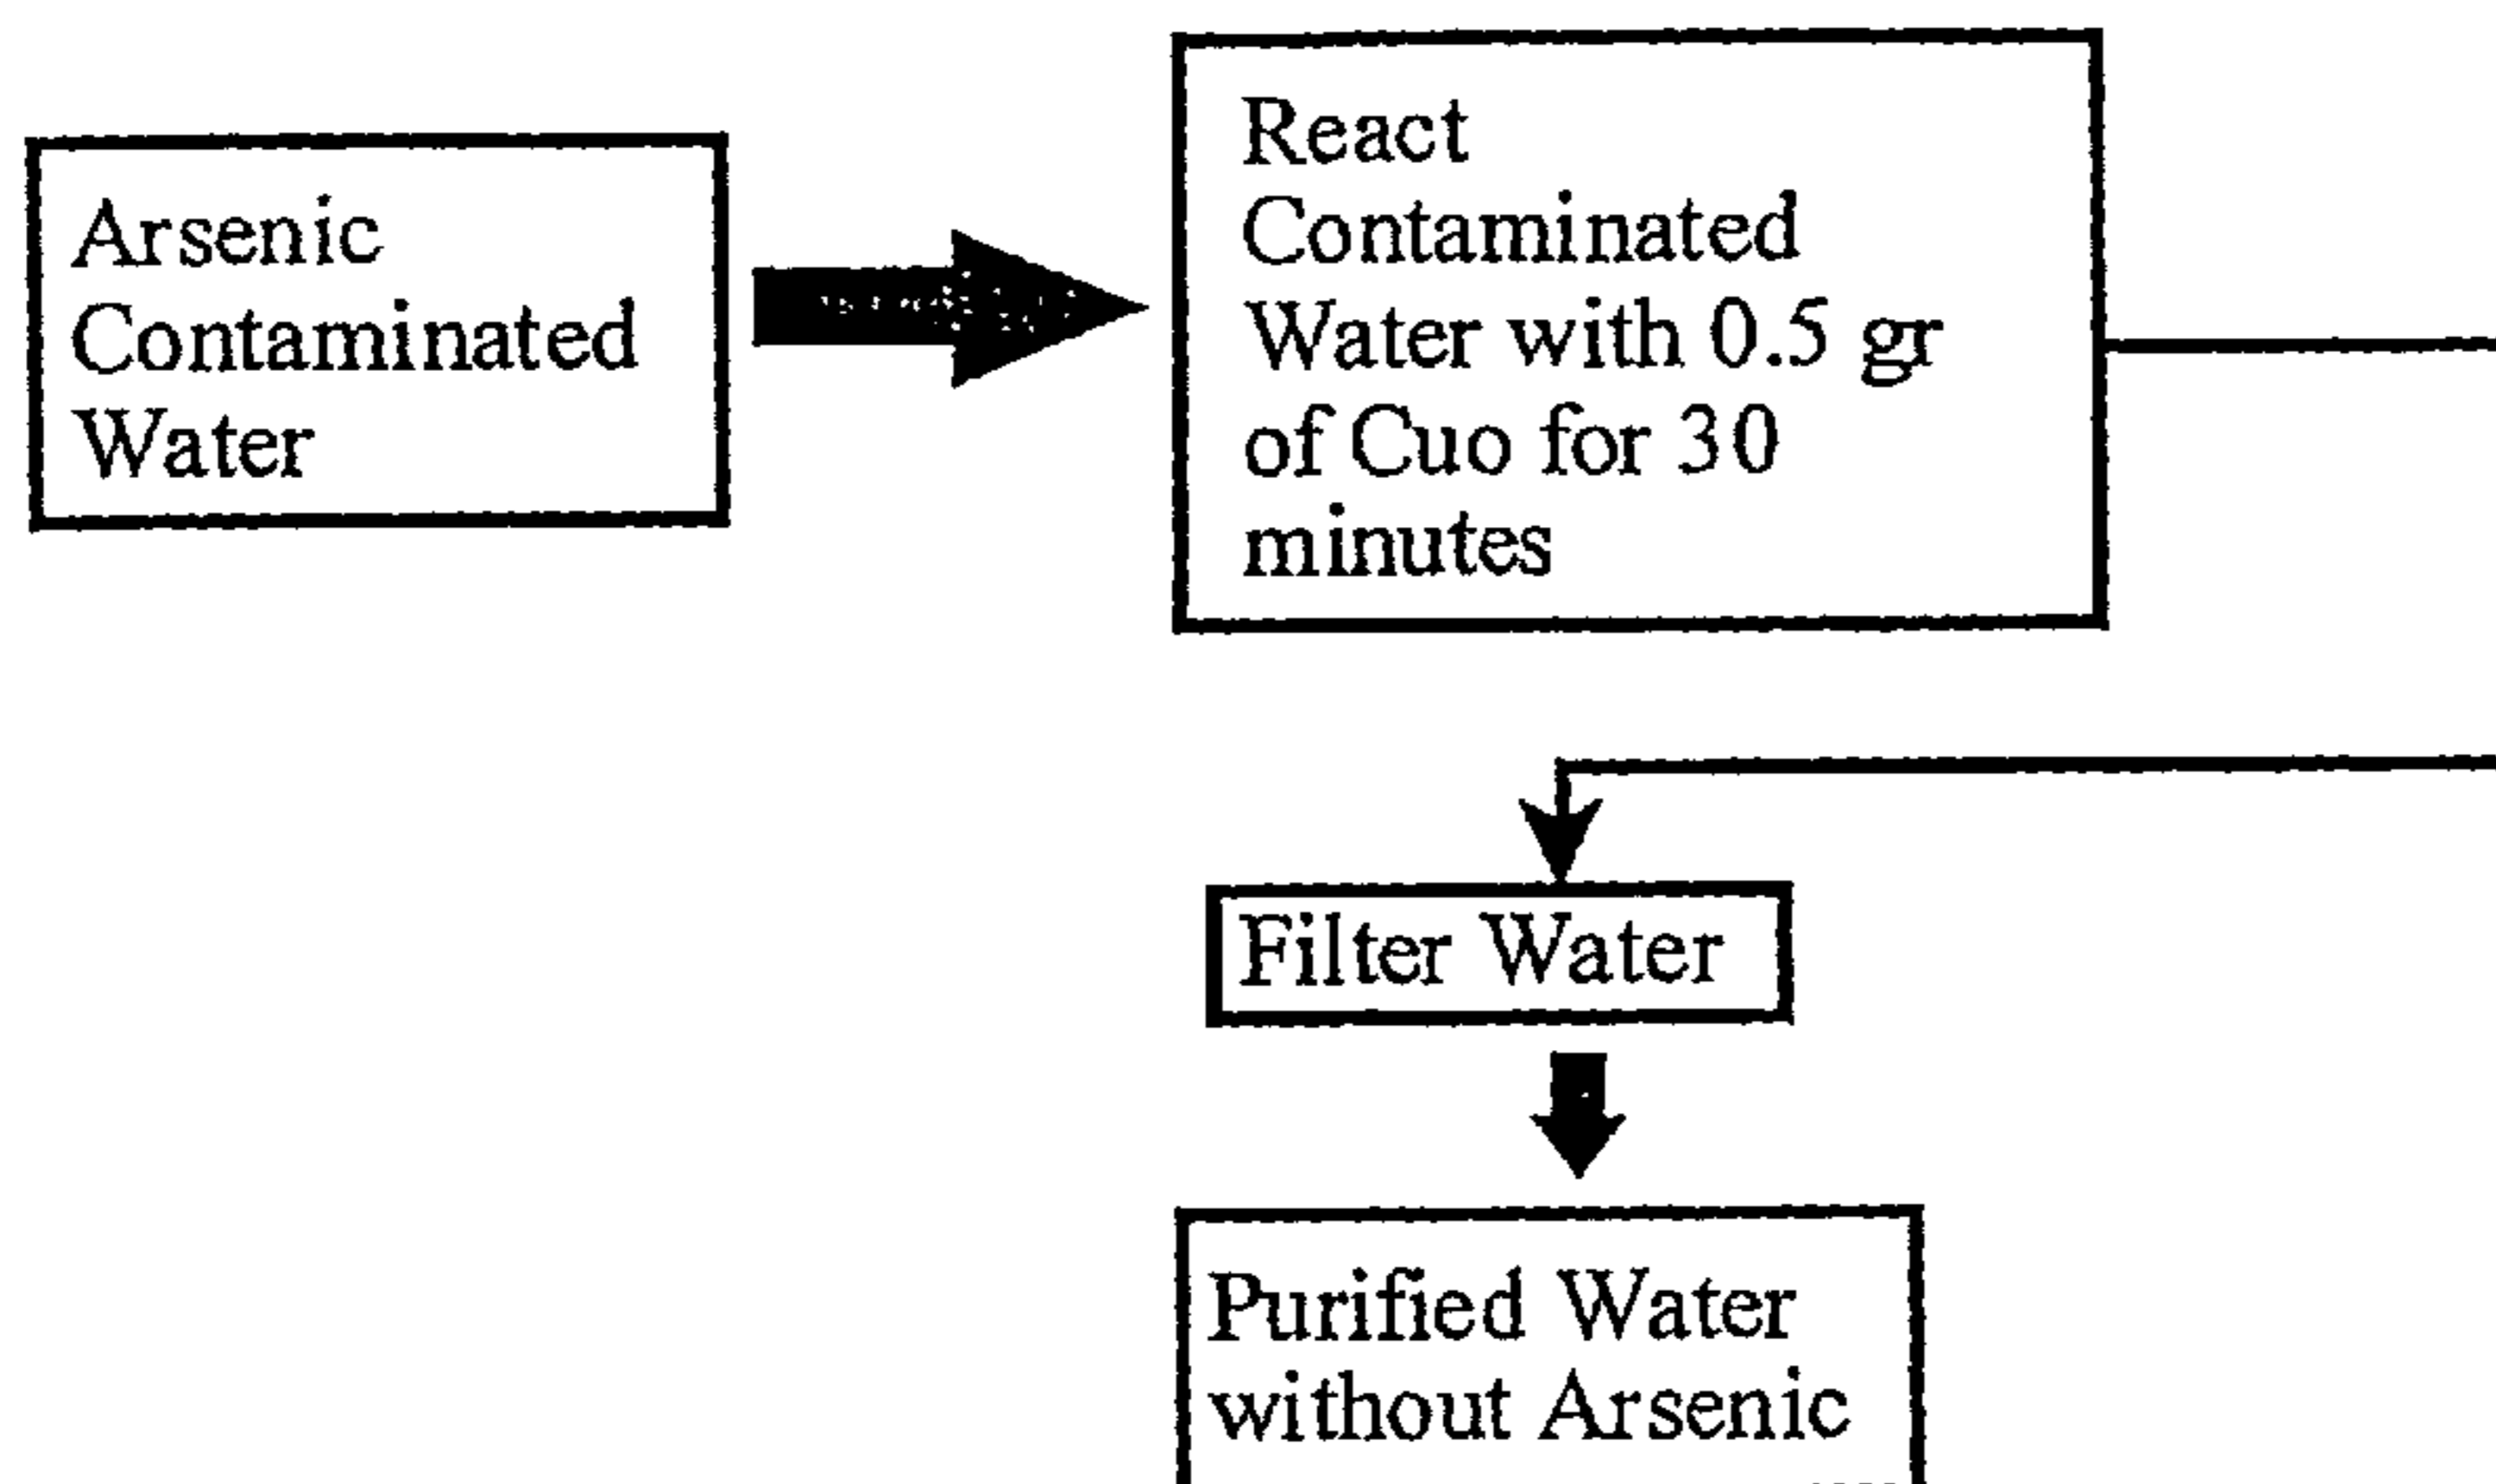 Arsenic
Contaminated
Water
React
Contaminated
Water with 0.5 gr
of Cuo for 30
minutes
Filter Water
Purified Water
without Arsenic